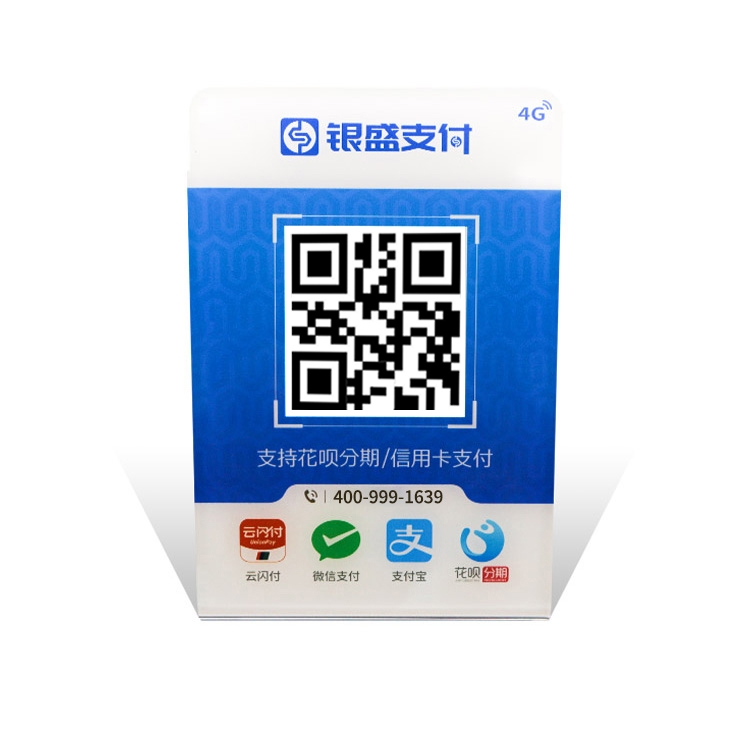 4G
银盛支付
支持花呗分期/信用卡支付
400-999-1639
云闪付
UnionPay
支
云闪付
微信支付
支付宝
花呗分期